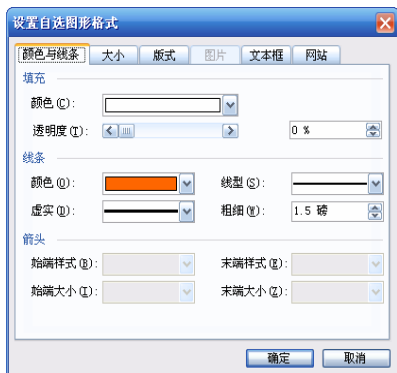 设置自选图形格式
颜色与线条 大小 版式 图片 文本框 网站
填充
颜色(C):
透明度(T): 0 %
线条
颜色(O): 线型(S):
虚实(D): 粗细(W): 1.5 磅
箭头
始端样式(B): 末端样式(E):
始端大小(I): 末端大小(Z):
确定 取消